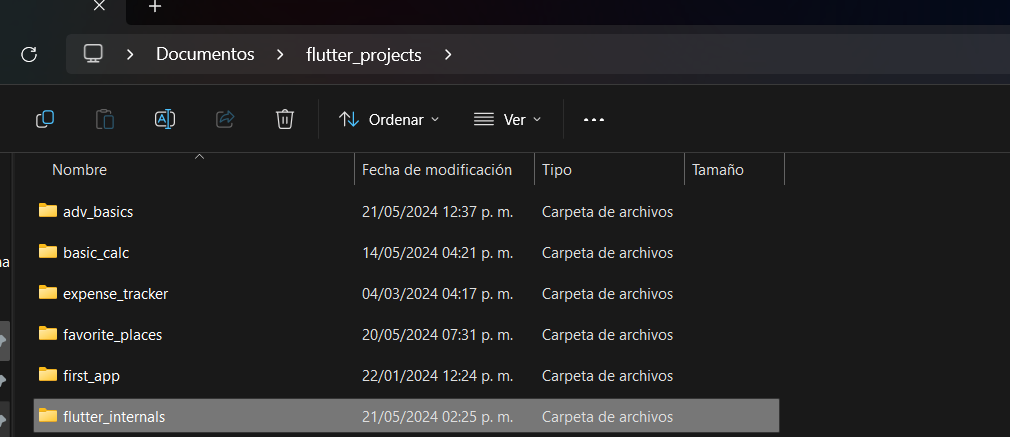 Documentos > flutter_projects >
Ordenar Ver
Nombre Fecha de modificación Tipo Tamaño
adv_basics 21/05/2024 12:37 p. m. Carpeta de archivos
basic_calc 14/05/2024 04:21 p. m. Carpeta de archivos
expense_tracker 04/03/2024 04:17 p. m. Carpeta de archivos
favorite_places 20/05/2024 07:31 p. m. Carpeta de archivos
first_app 22/01/2024 12:24 p. m. Carpeta de archivos
flutter_internals 21/05/2024 02:25 p. m. Carpeta de archivos